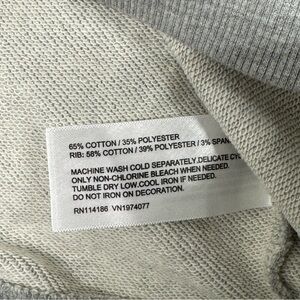 65% COTTON / 35% POLYESTER
RIB: 58% COTTON / 39% POLYESTER / 3% SPAN
MACHINE WASH COLD SEPARATELY.DELICATE CYC
ONLY NON-CHLORINE BLEACH WHEN NEEDED.
TUMBLE DRY LOW.COOL IRON IF NEEDED.
DO NOT IRON ON DECORATION.
RN114186 VN1974077